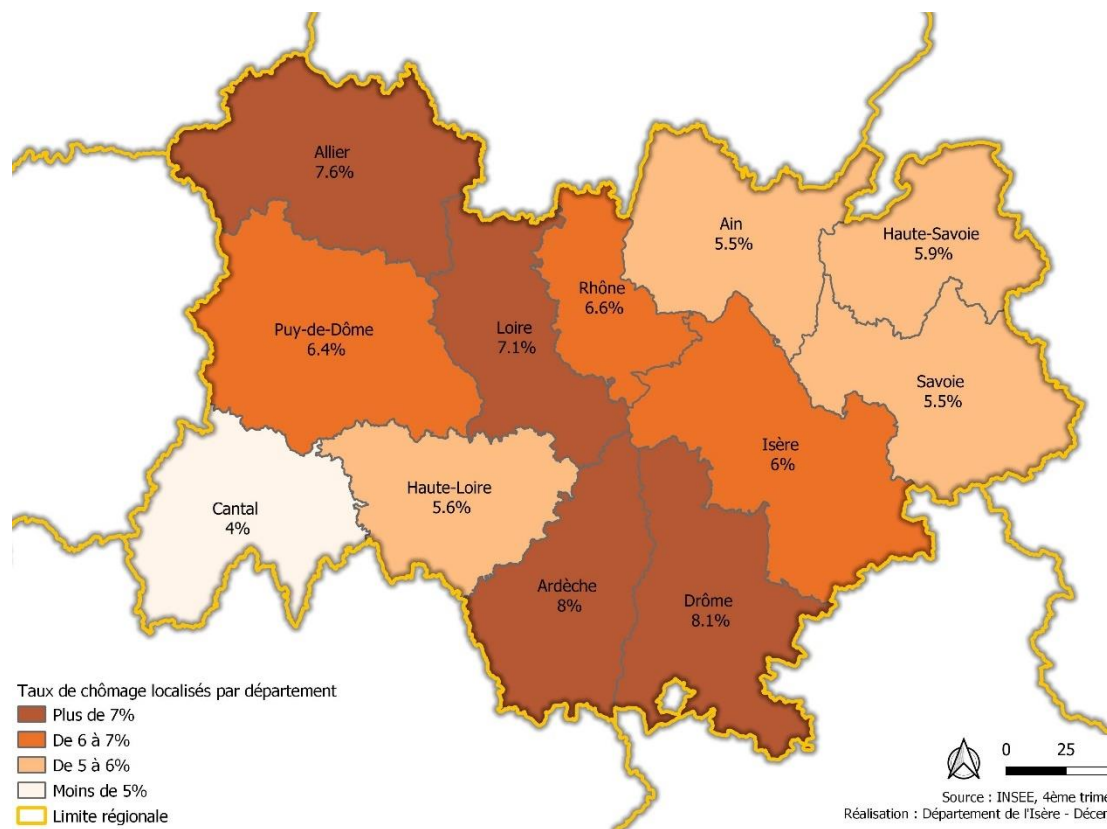 Allier
7.6%
Ain
5.5%
Haute-Savoie
5.9%
Rhône
6.6%
Puy-de-Dôme
6.4%
Loire
7.1%
Savoie
5.5%
Isère
6%
Haute-Loire
5.6%
Cantal
4%
Ardèche
8%
Drôme
8.1%
Taux de chômage localisés par département
Plus de 7%
De 6 à 7%
De 5 à 6%
Moins de 5%
Limite régionale
0 25
Source : INSEE, 4ème trime
Réalisation : Département de l'Isère - Décem